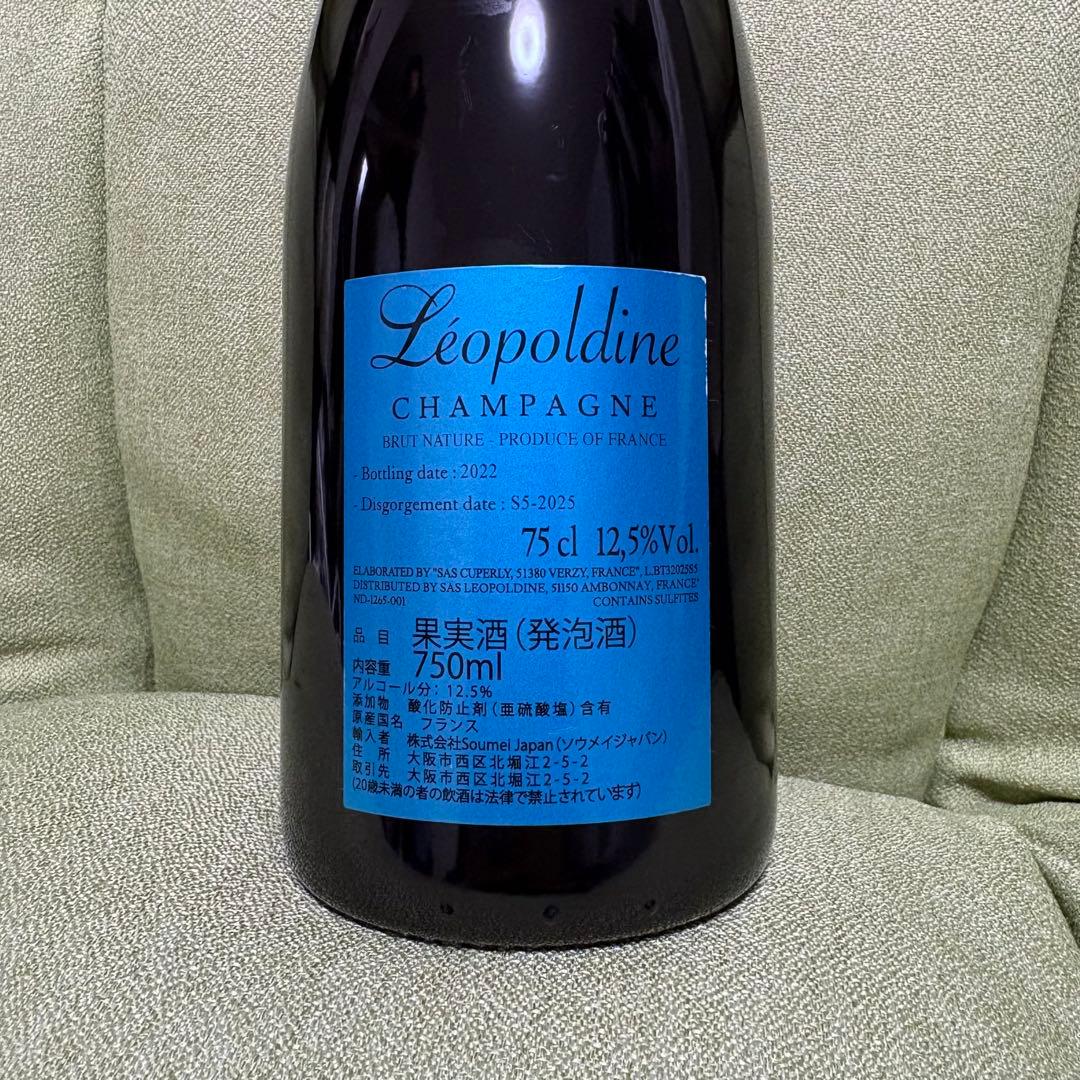 Léopoldine
CHAMPAGNE
BRUT NATURE - PRODUCE OF FRANCE
- Bottling date : 2022
- Disgorgement date : S5-2025
75 cl 12,5%Vol.
ELABORATED BY "SAS CUPERLY, 51380 VERZY, FRANCE", L.BT32025S5
DISTRIBUTED BY SAS LEOPOLDINE, 51150 AMBONNAY, FRANCE"
ND-1265-001 CONTAINS SULFITES
品目 果実酒（発泡酒）
内容量 750ml
アルコール分：12.5%
添加物 酸化防止剤（亜硫酸塩）含有
原産国名 フランス
輸入者 株式会社Soumei Japan（ソウメイジャパン）
住所 大阪市西区北堀江2-5-2
取引先 大阪市西区北堀江2-5-2
(20歳未満の者の飲酒は法律で禁止されています)